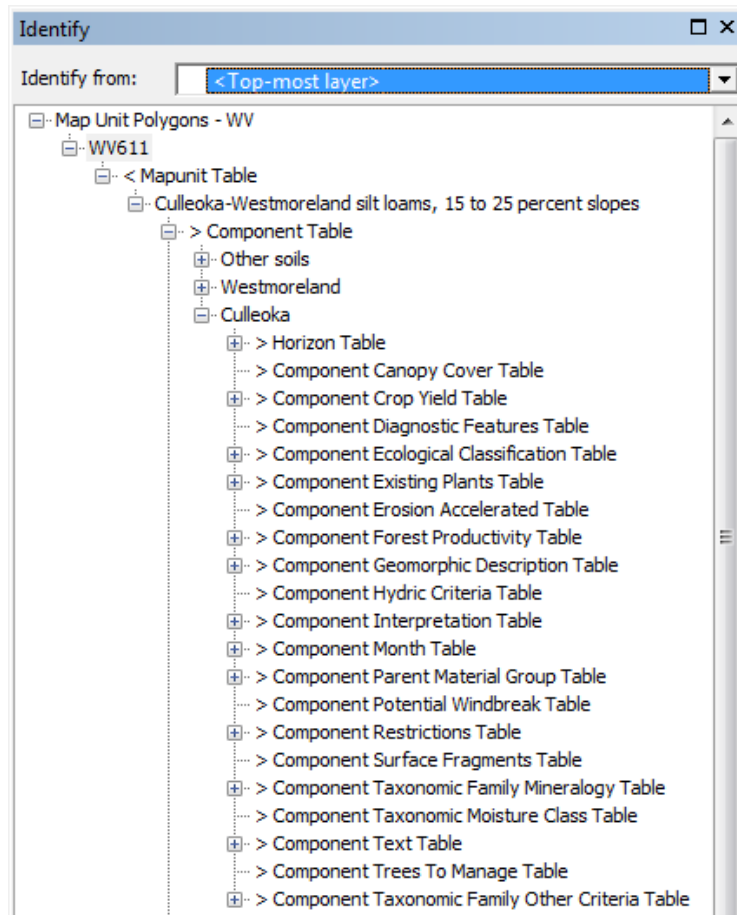 Identify
Identify from: <Top-most layer>
Map Unit Polygons - WV
WV611
< Mapunit Table
Culleoka-Westmoreland silt loams, 15 to 25 percent slopes
> Component Table
Other soils
Westmoreland
Culleoka
> Horizon Table
> Component Canopy Cover Table
> Component Crop Yield Table
> Component Diagnostic Features Table
> Component Ecological Classification Table
> Component Existing Plants Table
> Component Erosion Accelerated Table
> Component Forest Productivity Table
> Component Geomorphic Description Table
> Component Hydric Criteria Table
> Component Interpretation Table
> Component Month Table
> Component Parent Material Group Table
> Component Potential Windbreak Table
> Component Restrictions Table
> Component Surface Fragments Table
> Component Taxonomic Family Mineralogy Table
> Component Taxonomic Moisture Class Table
> Component Text Table
> Component Trees To Manage Table
> Component Taxonomic Family Other Criteria Table